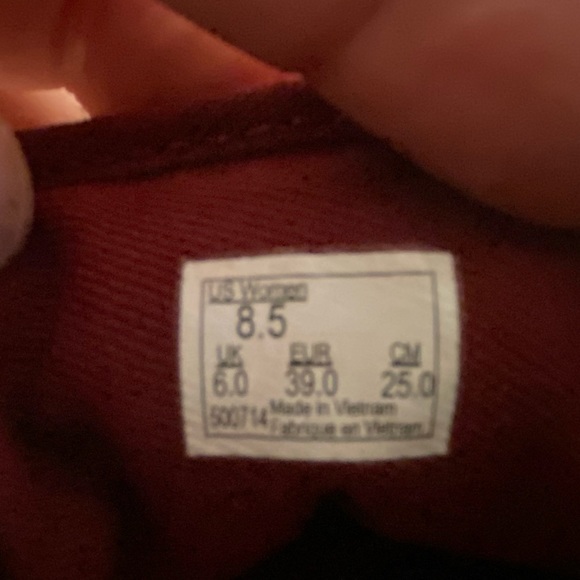 US Women
8.5
UK EUR CM
6.0 39.0 25.0
500714 Made in Vietnam
Fabriqué en Vietnam